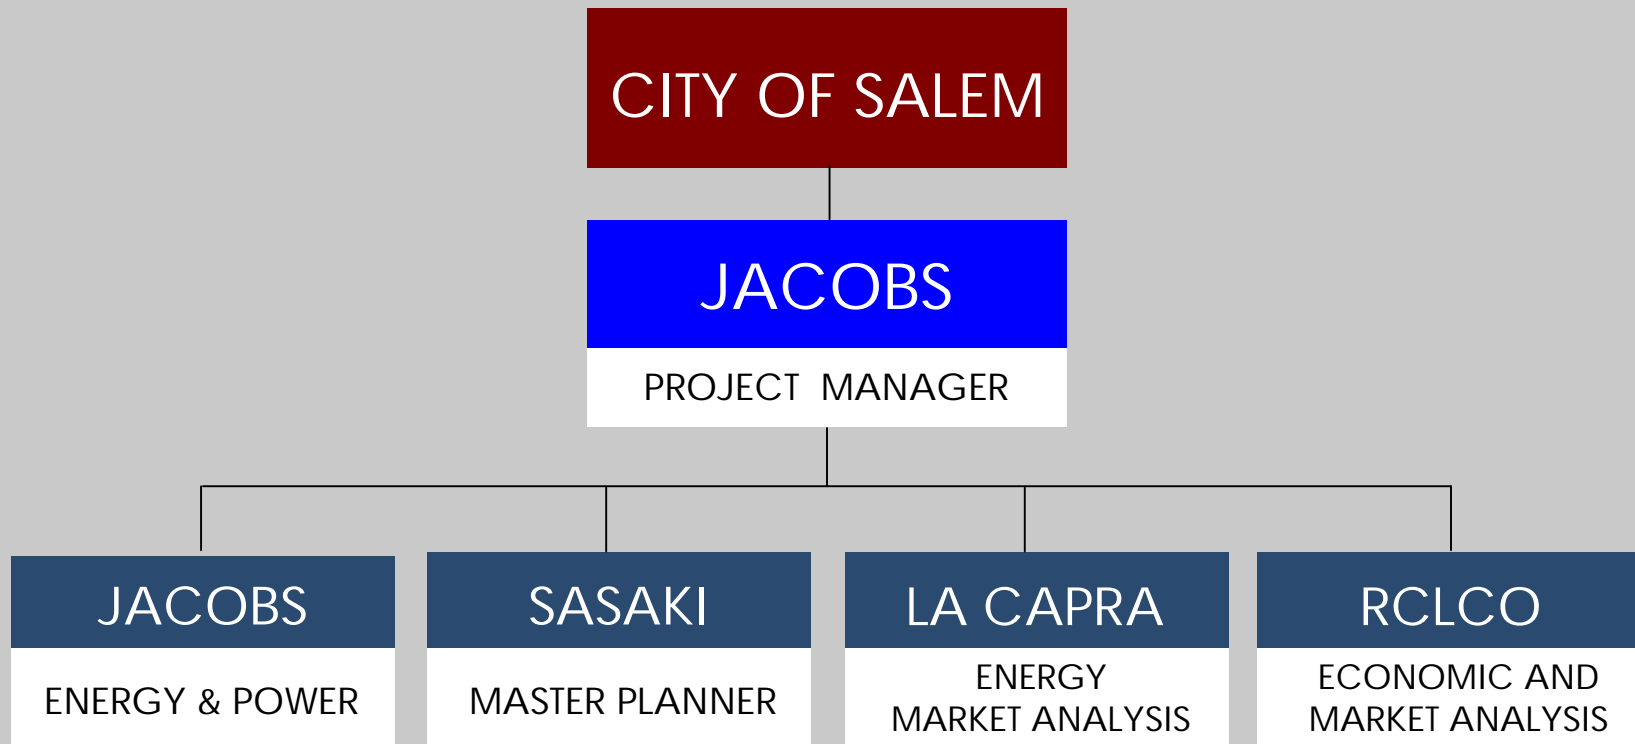 CITY OF SALEM
JACOBS
PROJECT MANAGER
JACOBS
ENERGY & POWER
SASAKI
MASTER PLANNER
LA CAPRA
ENERGY
MARKET ANALYSIS
RCLCO
ECONOMIC AND
MARKET ANALYSIS